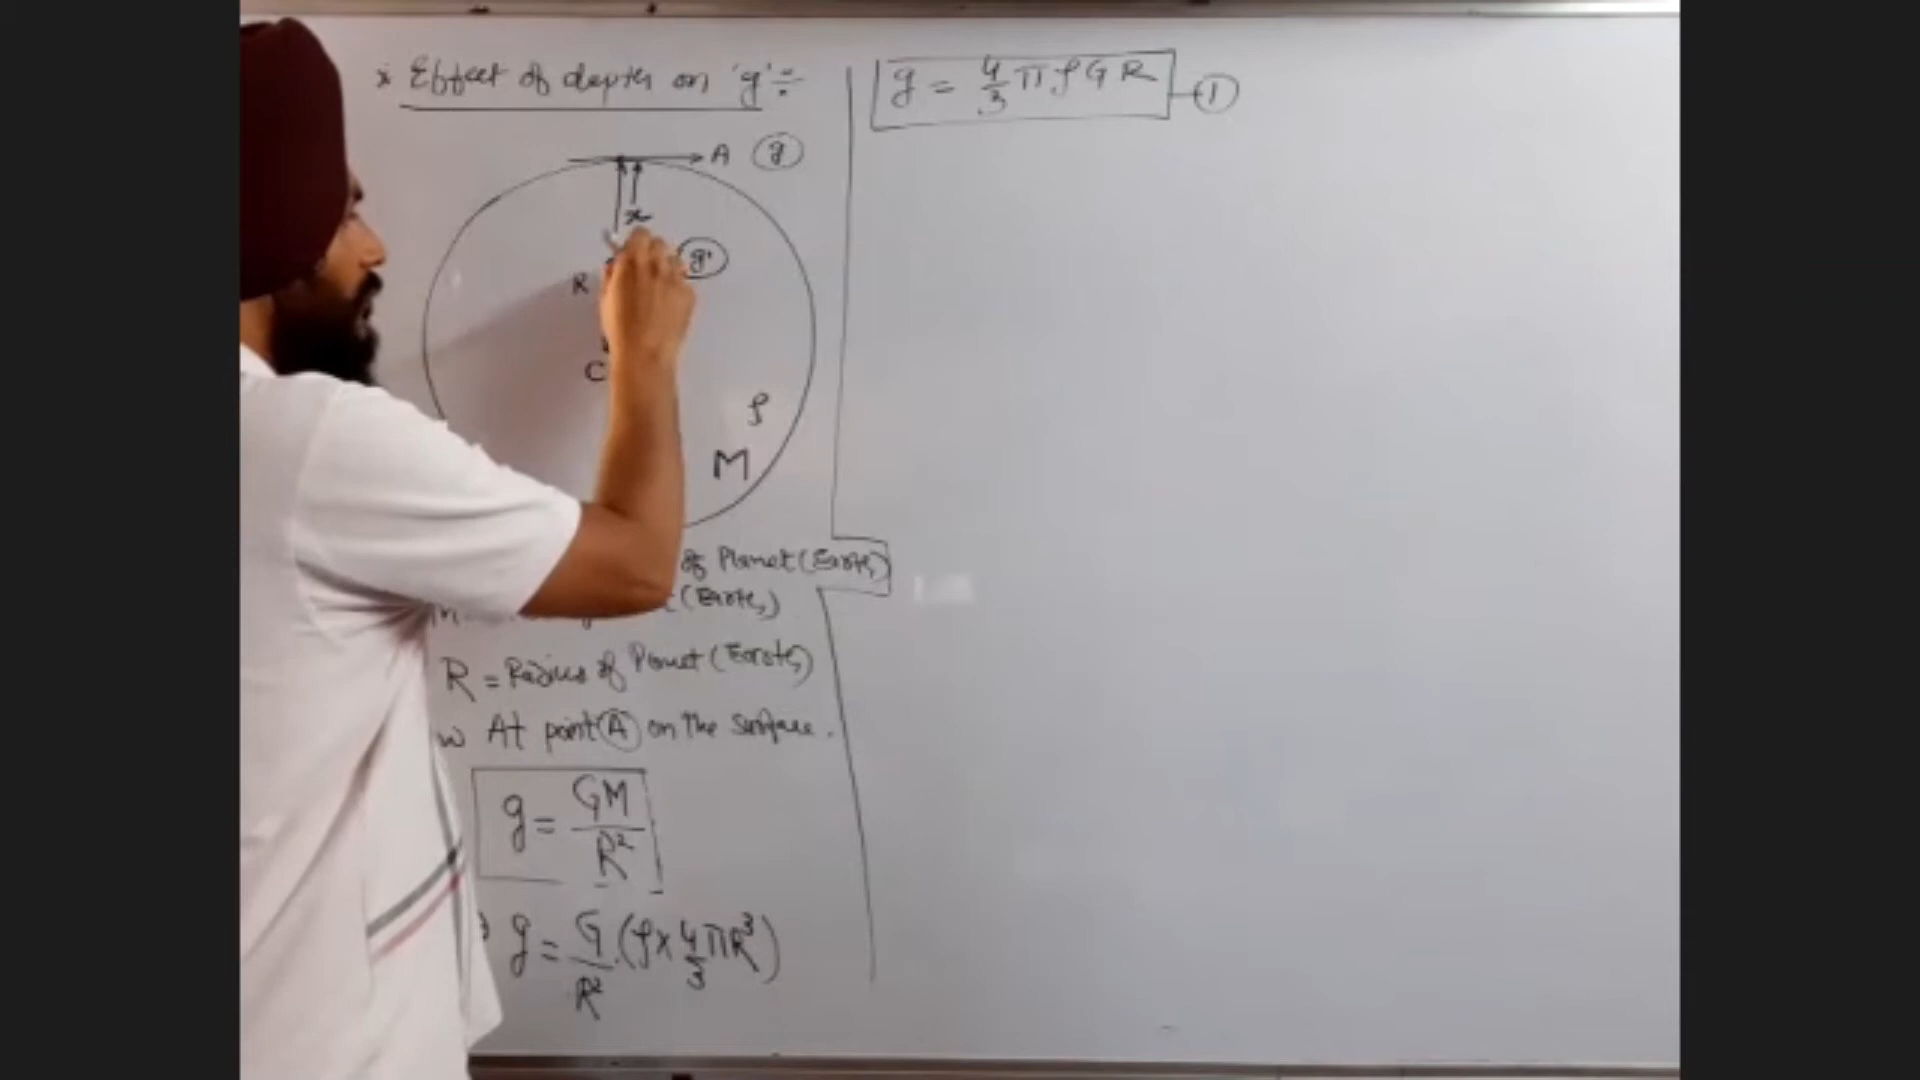 * Effect of depth on 'g' ÷
A g
x
g'
R
C
ρ
M
of Planet (Earth)
(Earth)
R = Radius of Planet (Earth)
At point A on the surface.
g = GM / R²
g = G / R² . (ρ × 4/3 π R³)
g = 4/3 π ρ G R — 1